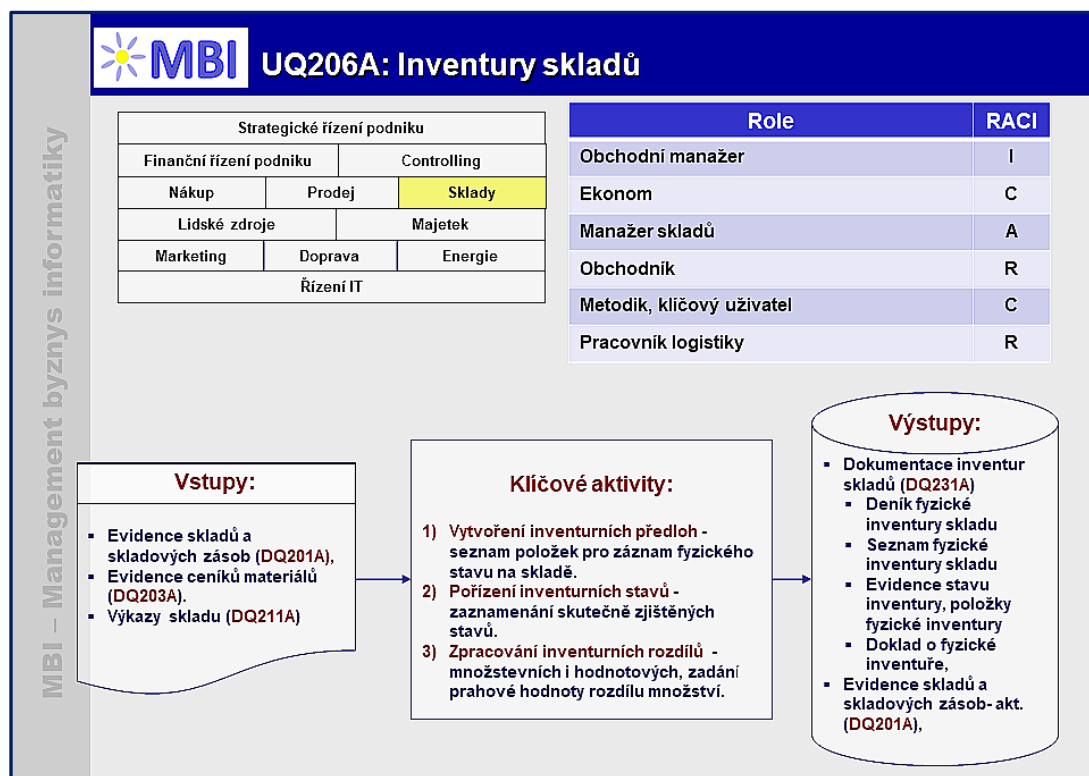 MBI
UQ206A: Inventury skladů
MBI – Management byznys informatiky
Strategické řízení podniku
Finanční řízení podniku
Controlling
Nákup
Prodej
Sklady
Lidské zdroje
Majetek
Marketing
Doprava
Energie
Řízení IT
Role RACI
Obchodní manažer I
Ekonom C
Manažer skladů A
Obchodník R
Metodik, klíčový uživatel C
Pracovník logistiky R
Vstupy:
▪ Evidence skladů a
skladových zásob (DQ201A),
▪ Evidence ceníků materiálů
(DQ203A).
▪ Výkazy skladu (DQ211A)
Klíčové aktivity:
1) Vytvoření inventurních předloh -
seznam položek pro záznam fyzického
stavu na skladě.
2) Pořízení inventurních stavů -
zaznamenání skutečně zjištěných
stavů.
3) Zpracování inventurních rozdílů -
množstevních i hodnotových, zadání
prahové hodnoty rozdílu množství.
Výstupy:
▪ Dokumentace inventur
skladů (DQ231A)
▪ Deník fyzické
inventury skladu
▪ Seznam fyzické
inventury skladu
▪ Evidence stavu
inventury, položky
fyzické inventury
▪ Doklad o fyzické
inventuře,
▪ Evidence skladů a
skladových zásob- akt.
(DQ201A),